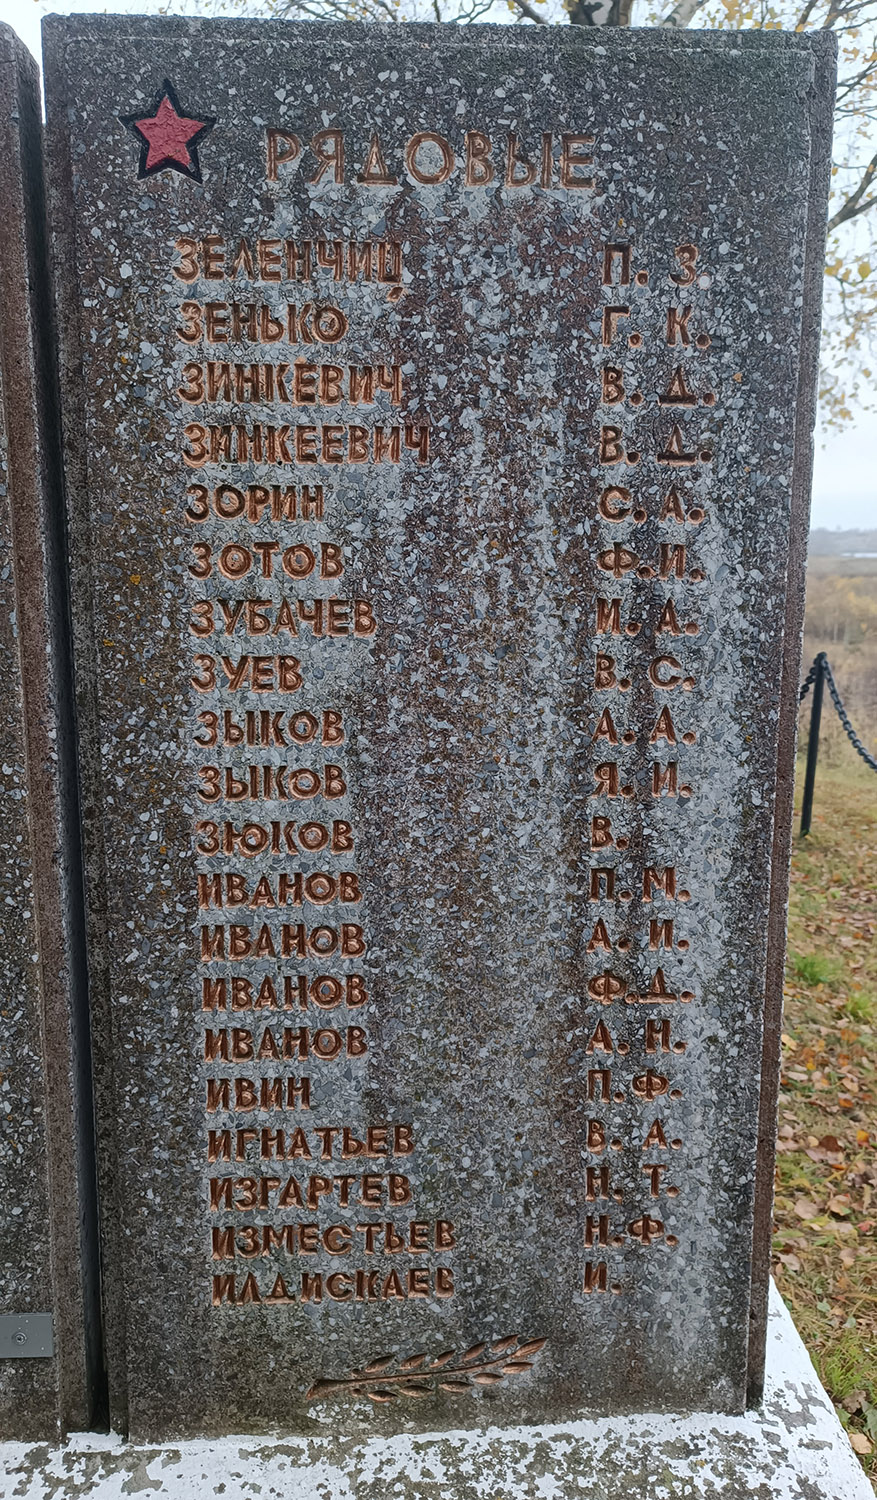 РЯДОВЫЕ
ЗЕЛЕНЧИЦ П. З.
ЗЕНЬКО Г. К.
ЗИНКЕВИЧ В. Д.
ЗИНКЕЕВИЧ В. Д.
ЗОРИН С. А.
ЗОТОВ Ф. И.
ЗУБАЧЕВ И. А.
ЗУЕВ В. С.
ЗЫКОВ А. А.
ЗЫКОВ Я. И.
ЗЮКОВ В.
ИВАНОВ П. М.
ИВАНОВ А. И.
ИВАНОВ Ф. Д.
ИВАНОВ А. Н.
ИВИН П. Ф.
ИГНАТЬЕВ В. А.
ИЗГАРТЕВ Н. Т.
ИЗМЕСТЬЕВ Н. Ф.
ИЛДИСКАЕВ И.